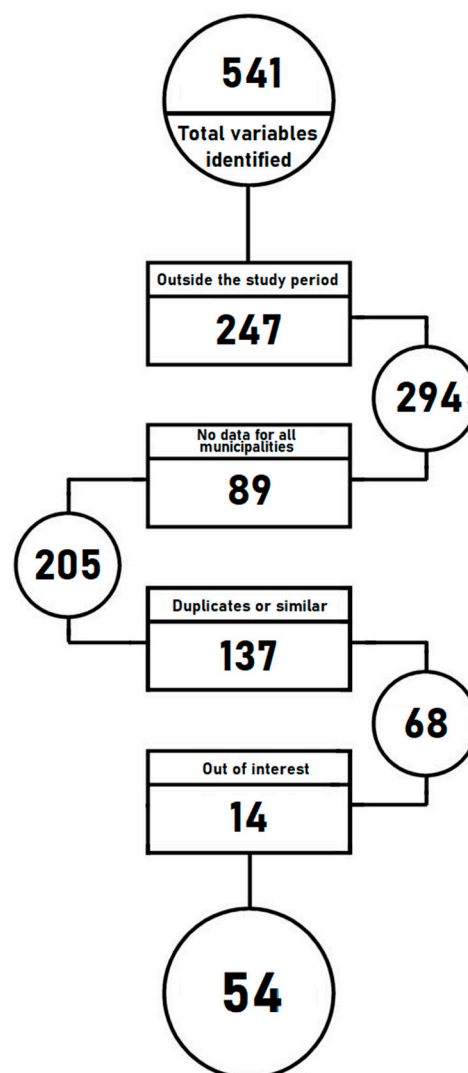 541
Total variables
identified
Outside the study period
247
294
No data for all
municipalities
89
205
Duplicates or similar
137
68
Out of interest
14
54